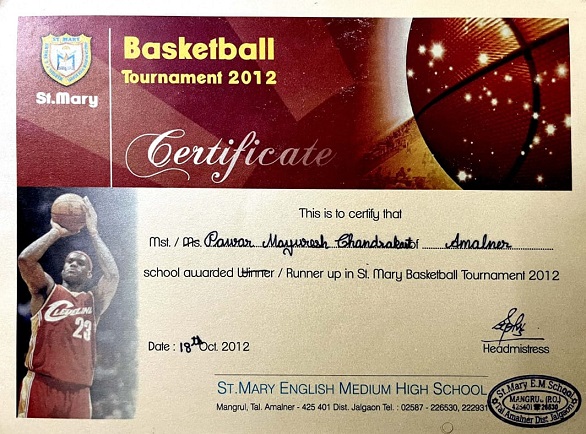 St.Mary
Basketball
Tournament 2012
Certificate
This is to certify that
Mst. / Ms. Pawar Mayuresh Chandrakant of Amalner
school awarded Winner / Runner up in St. Mary Basketball Tournament 2012
CLEVELAND
23
Date : 18th Oct. 2012
Headmistress
ST.MARY ENGLISH MEDIUM HIGH SCHOOL
Mangrul, Tal. Amalner - 425 401 Dist. Jalgaon Tel. : 02587 - 226530, 222931
St.Mary E.M School
MANGRUL (P.O.)
425401 ☎ 226530
Tal Amalner Dist. Jalgaon